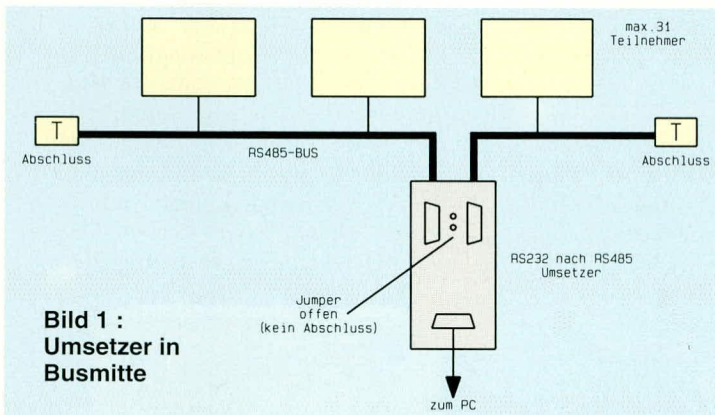 max.31
Teilnehmer
T
Abschluss
RS485-BUS
T
Abschluss
RS232 nach RS485
Umsetzer
Jumper
offen
(kein Abschluss)
Bild 1 :
Umsetzer in
Busmitte
zum PC